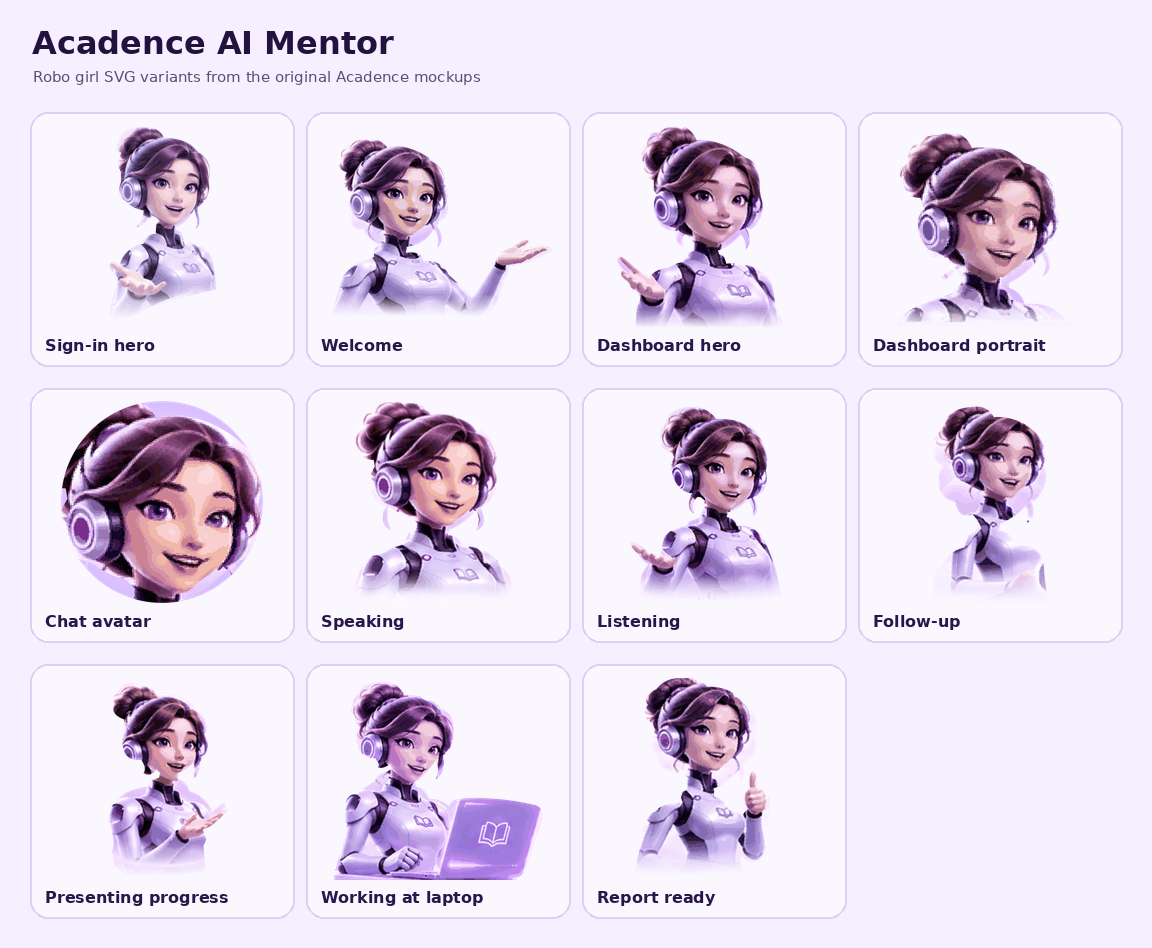 Acadence AI Mentor
Robo girl SVG variants from the original Acadence mockups
Sign-in hero
Welcome
Dashboard hero
Dashboard portrait
Chat avatar
Speaking
Listening
Follow-up
Presenting progress
Working at laptop
Report ready